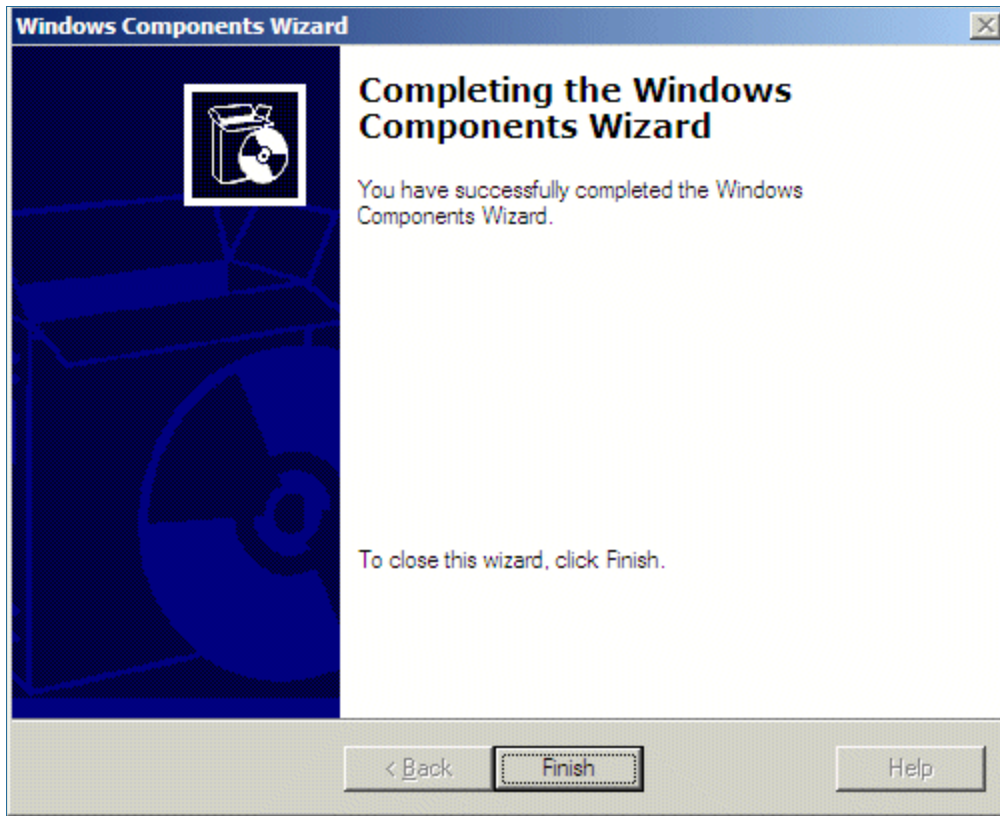 Windows Components Wizard
Completing the Windows
Components Wizard
You have successfully completed the Windows
Components Wizard.
To close this wizard, click Finish.
< Back
Finish
Help